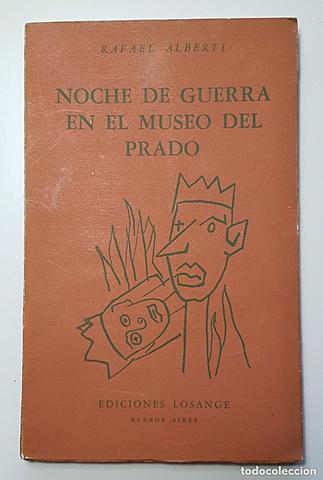 RAFAEL ALBERTI
NOCHE DE GUERRA
EN EL MUSEO DEL
PRADO
EDICIONES LOSANGE
BUENOS AIRES
todocoleccion